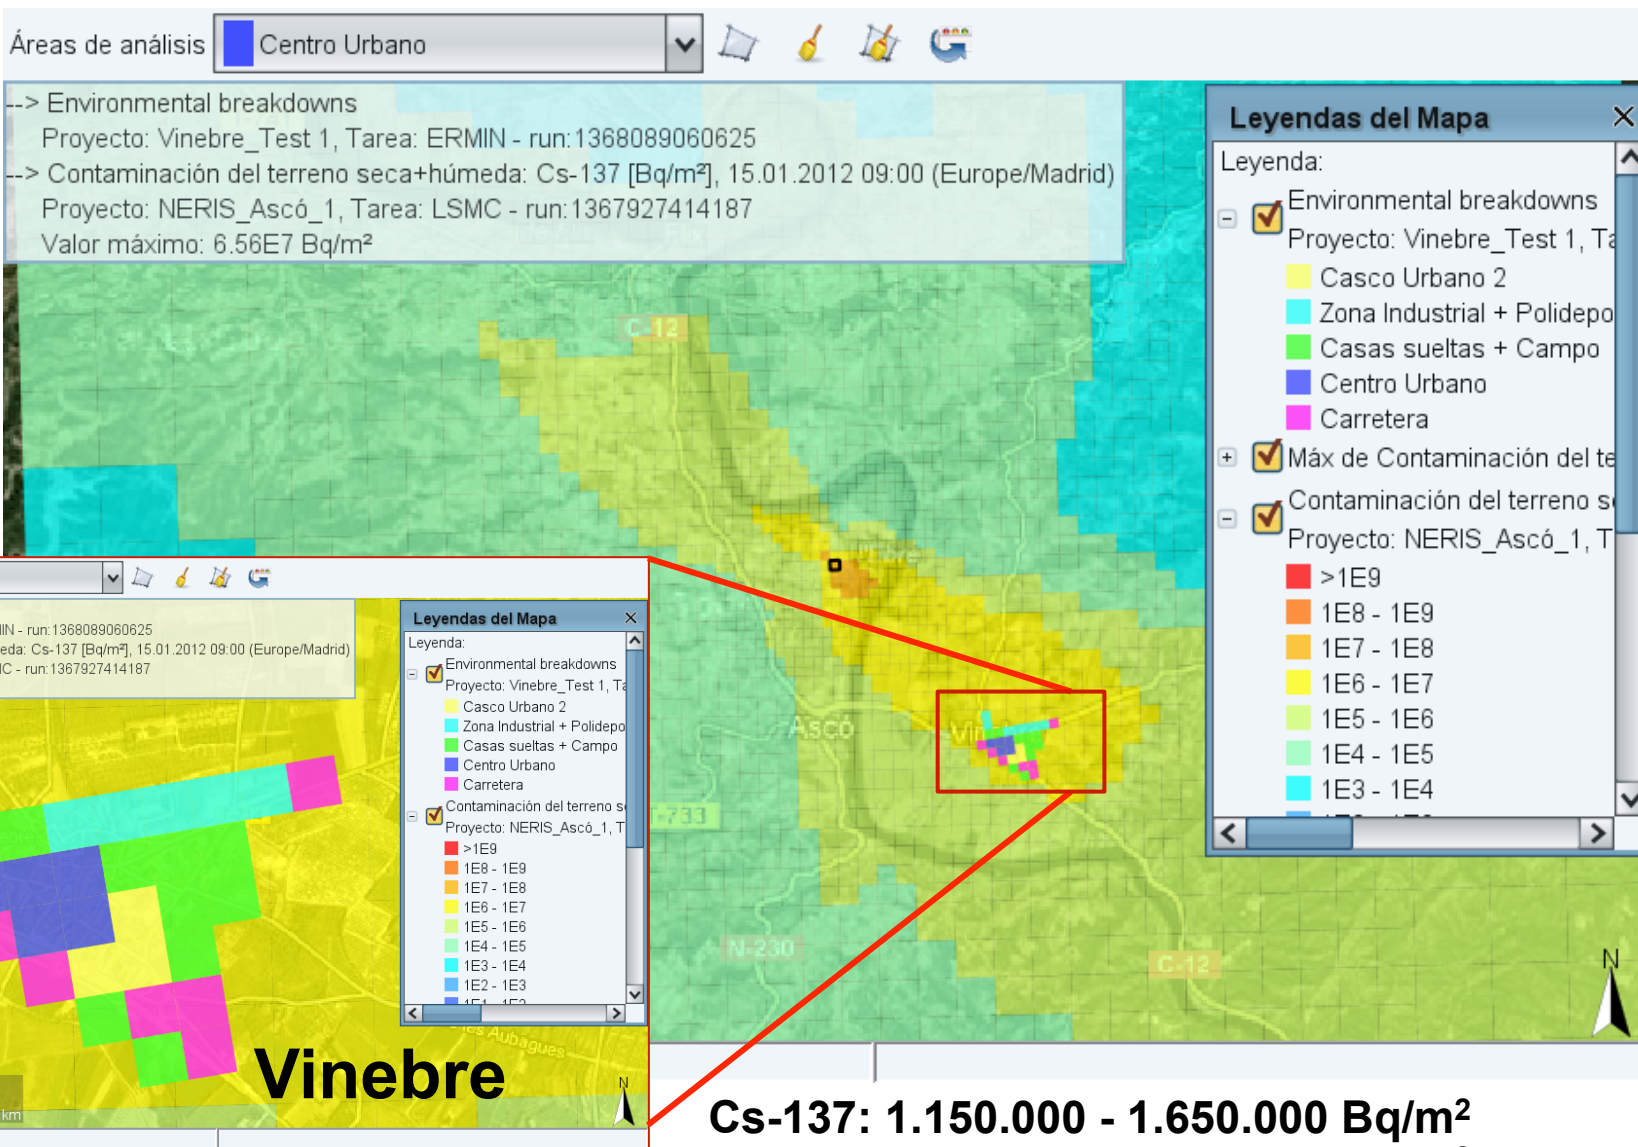 Áreas de análisis
Centro Urbano
--> Environmental breakdowns
Proyecto: Vinebre_Test 1, Tarea: ERMIN - run:1368089060625
--> Contaminación del terreno seca+húmeda: Cs-137 [Bq/m²], 15.01.2012 09:00 (Europe/Madrid)
Proyecto: NERIS_Ascó_1, Tarea: LSMC - run:1367927414187
Valor máximo: 6.56E7 Bq/m²
Leyendas del Mapa
Leyenda:
Environmental breakdowns
Proyecto: Vinebre_Test 1, Ta
Casco Urbano 2
Zona Industrial + Polidepo
Casas sueltas + Campo
Centro Urbano
Carretera
Máx de Contaminación del te
Contaminación del terreno s
Proyecto: NERIS_Ascó_1, T
>1E9
1E8 - 1E9
1E7 - 1E8
1E6 - 1E7
1E5 - 1E6
1E4 - 1E5
1E3 - 1E4
C-12
Ascó
Vin
N-230
C-12
N
IN - run:1368089060625
eda: Cs-137 [Bq/m²], 15.01.2012 09:00 (Europe/Madrid)
C - run:1367927414187
Leyendas del Mapa
Leyenda:
Environmental breakdowns
Proyecto: Vinebre_Test 1, Ta
Casco Urbano 2
Zona Industrial + Polidepo
Casas sueltas + Campo
Centro Urbano
Carretera
Contaminación del terreno s
Proyecto: NERIS_Ascó_1, T
>1E9
1E8 - 1E9
1E7 - 1E8
1E6 - 1E7
1E5 - 1E6
1E4 - 1E5
1E3 - 1E4
1E2 - 1E3
Aubagues
Vinebre
N
km
Cs-137: 1.150.000 - 1.650.000 Bq/m²